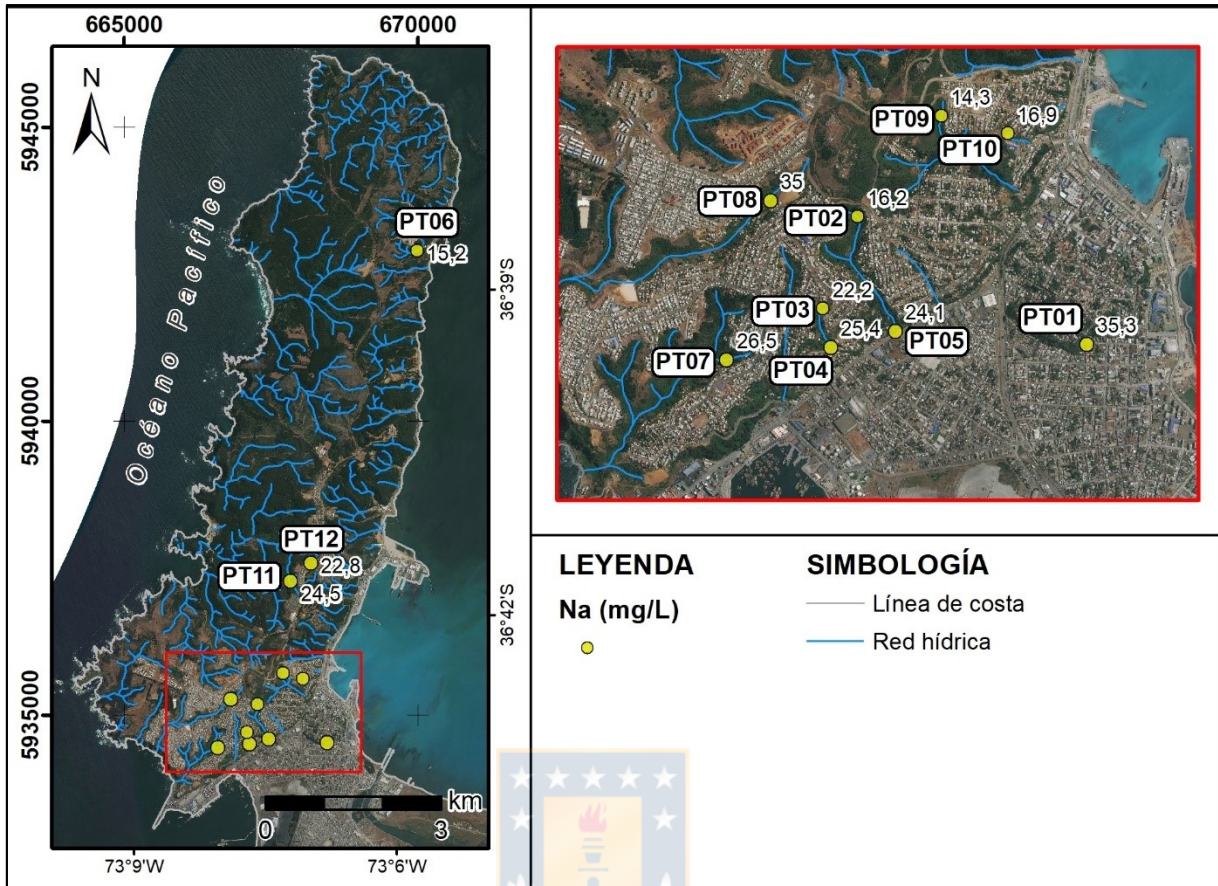 665000
670000
N
5945000
5940000
5935000
Océano Pacífico
PT06
15,2
36°39'S
36°42'S
PT12
22,8
PT11
24,5
km
0
3
73°9'W
73°6'W
14,3
PT09
16,9
PT10
35
PT08
16,2
PT02
22,2
PT03
24,1
PT05
25,4
PT04
26,5
PT07
PT01
35,3
LEYENDA
Na (mg/L)
SIMBOLOGÍA
Línea de costa
Red hídrica